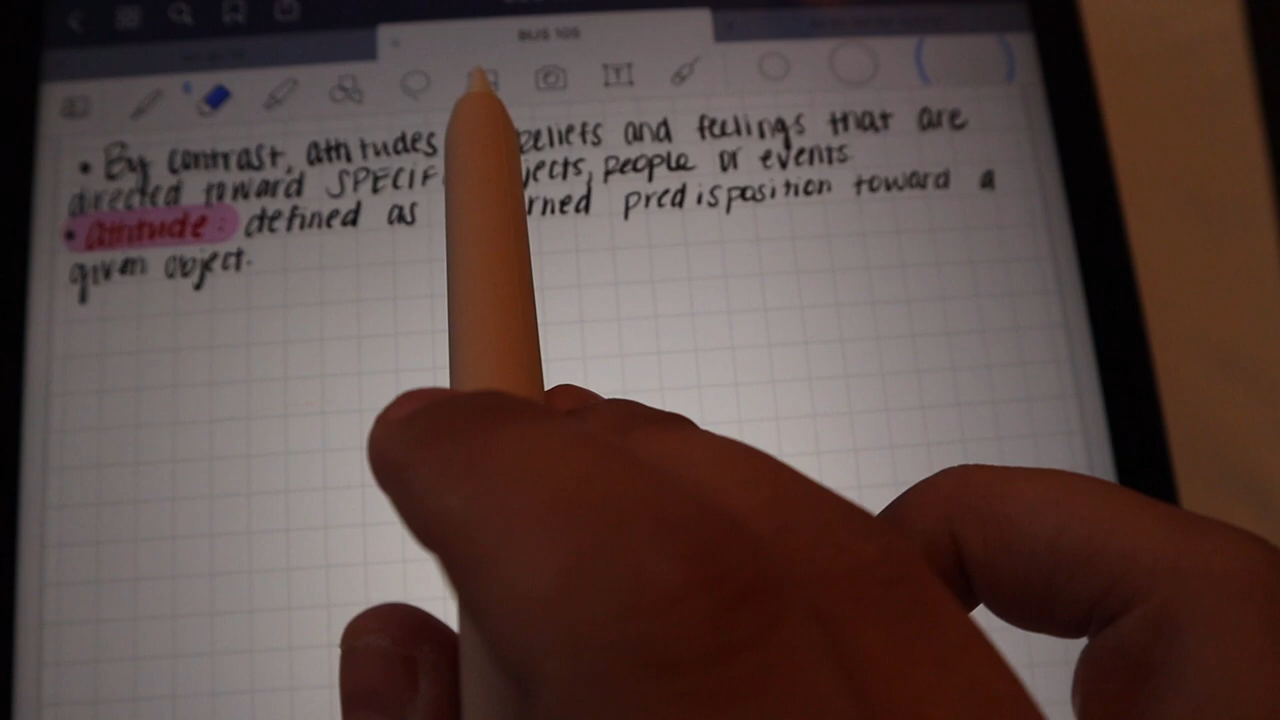 BUS 105
• By contrast, attitudes beliefs and feelings that are
directed toward SPECIF jects, people or events.
• attitude: defined as rned predisposition toward a
given object.